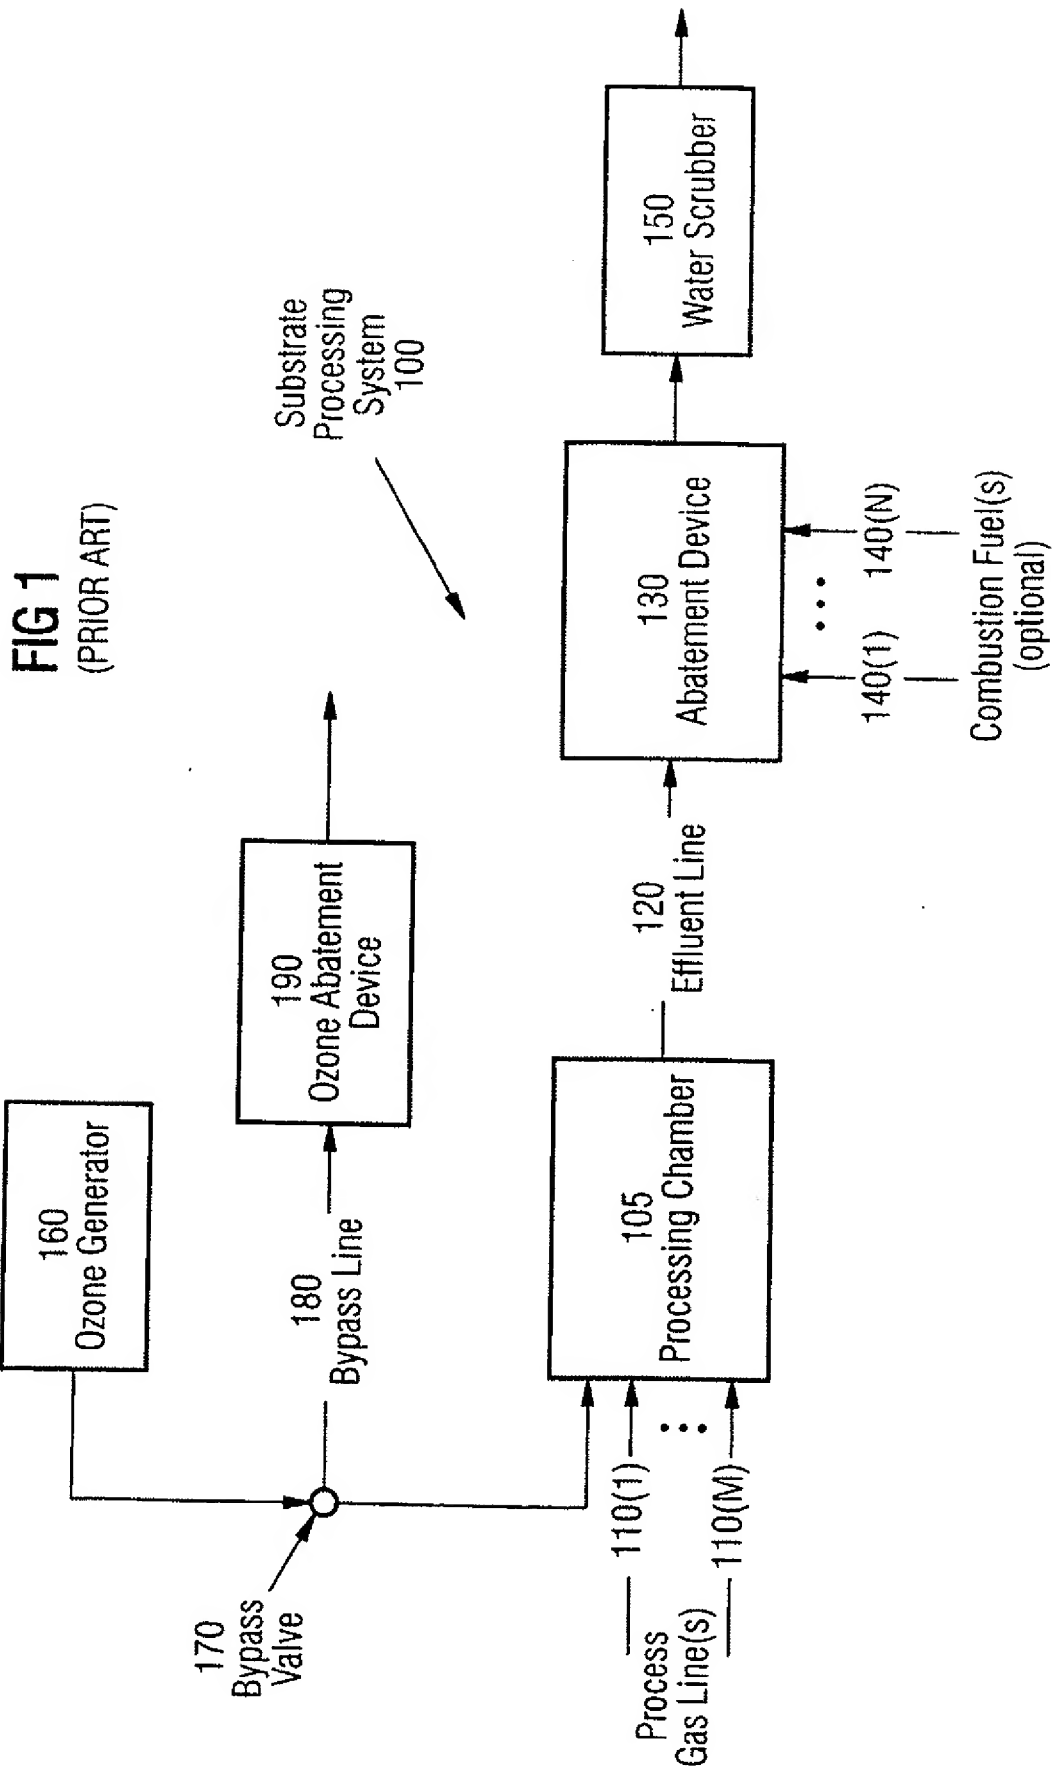 FIG 1
(PRIOR ART)
160
Ozone Generator
170
Bypass
Valve
180
Bypass Line
190
Ozone Abatement
Device
Substrate
Processing
System
100
Process
Gas Line(s)
110(1)
110(M)
105
Processing Chamber
120
Effluent Line
130
Abatement Device
140(1)
140(N)
Combustion Fuel(s)
(optional)
150
Water Scrubber